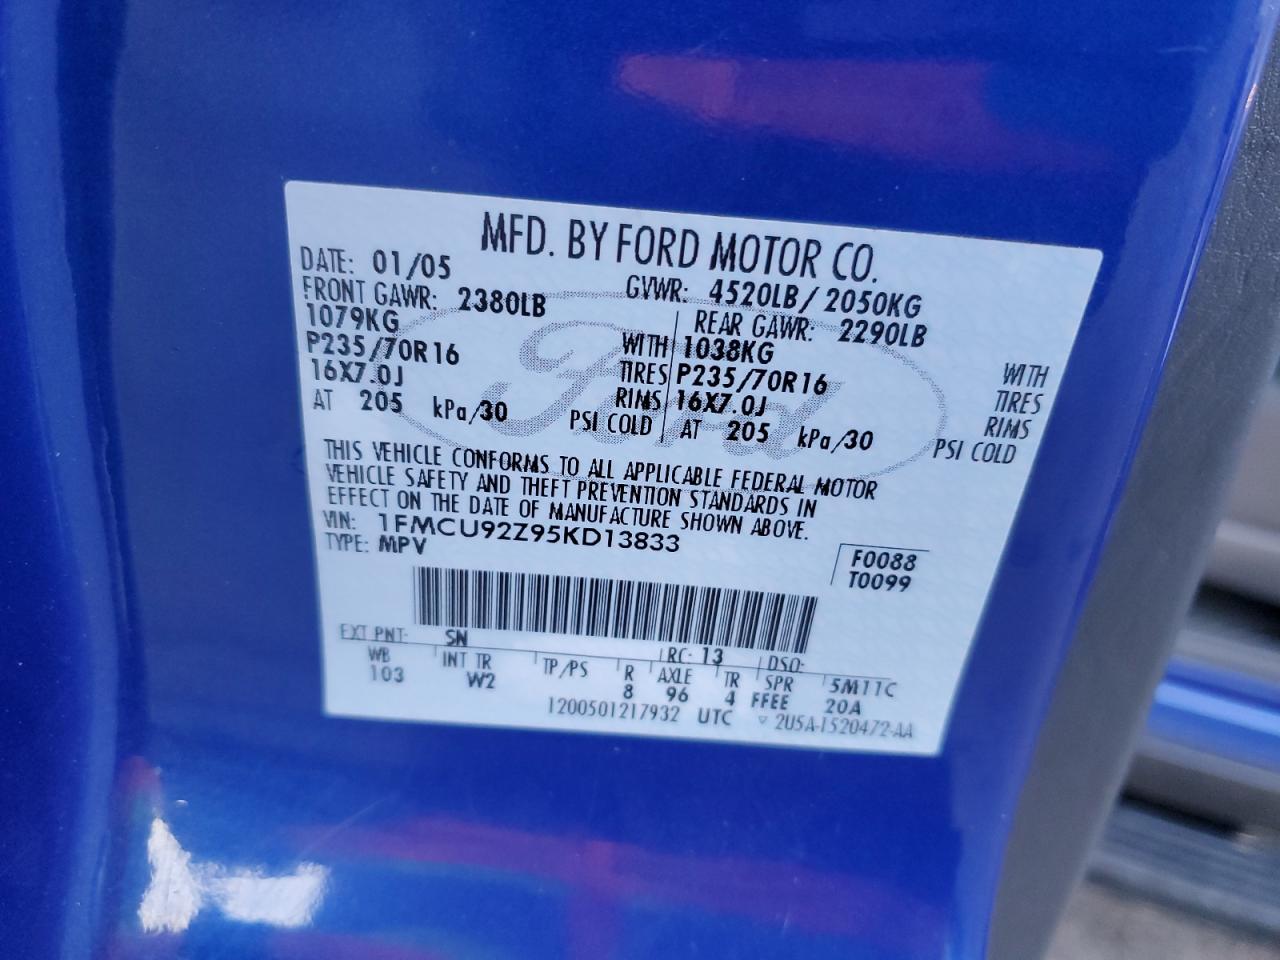 MFD. BY FORD MOTOR CO.
DATE: 01/05 GVWR: 4520LB/ 2050KG
FRONT GAWR: 2380LB REAR GAWR: 2290LB
1079KG WITH 1038KG WITH
P235/70R16 TIRES P235/70R16 TIRES
16X7.0J RIMS 16X7.0J RIMS
AT 205 kPa/30 PSI COLD AT 205 kPa/30 PSI COLD
THIS VEHICLE CONFORMS TO ALL APPLICABLE FEDERAL MOTOR
VEHICLE SAFETY AND THEFT PREVENTION STANDARDS IN
EFFECT ON THE DATE OF MANUFACTURE SHOWN ABOVE.
VIN: 1FMCU92Z95KD13833
TYPE: MPV
F0088
T0099
EXT PNT: SN RC: 13 DSO:
WB INT TR TP/PS R AXLE TR SPR 5M11C
103 W2 8 96 4 FFEE 20A
1200501217932 UTC ▽ 2U5A-1520472-AA
Ford